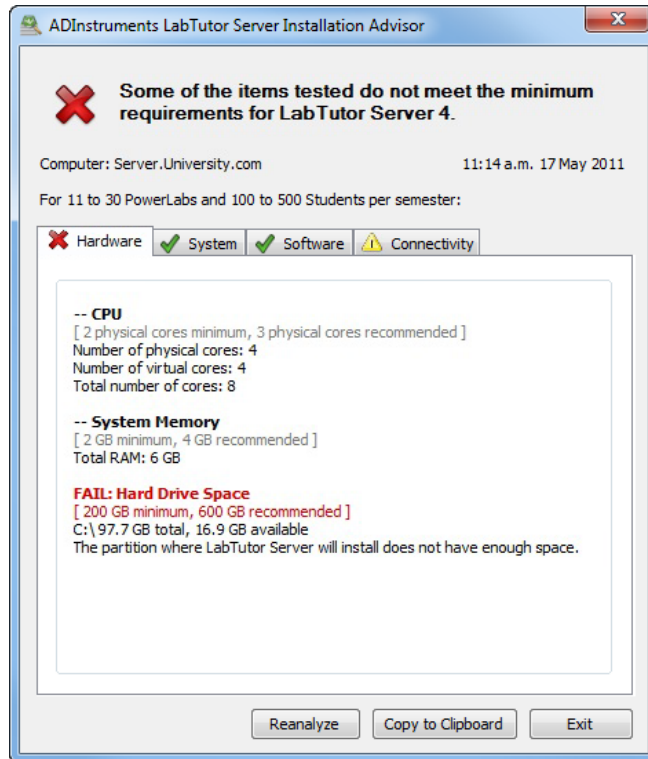 ADInstruments LabTutor Server Installation Advisor
Some of the items tested do not meet the minimum
requirements for LabTutor Server 4.
Computer: Server.University.com 11:14 a.m. 17 May 2011
For 11 to 30 PowerLabs and 100 to 500 Students per semester:
Hardware System Software Connectivity
-- CPU
[ 2 physical cores minimum, 3 physical cores recommended ]
Number of physical cores: 4
Number of virtual cores: 4
Total number of cores: 8
-- System Memory
[ 2 GB minimum, 4 GB recommended ]
Total RAM: 6 GB
FAIL: Hard Drive Space
[ 200 GB minimum, 600 GB recommended ]
C:\ 97.7 GB total, 16.9 GB available
The partition where LabTutor Server will install does not have enough space.
Reanalyze Copy to Clipboard Exit